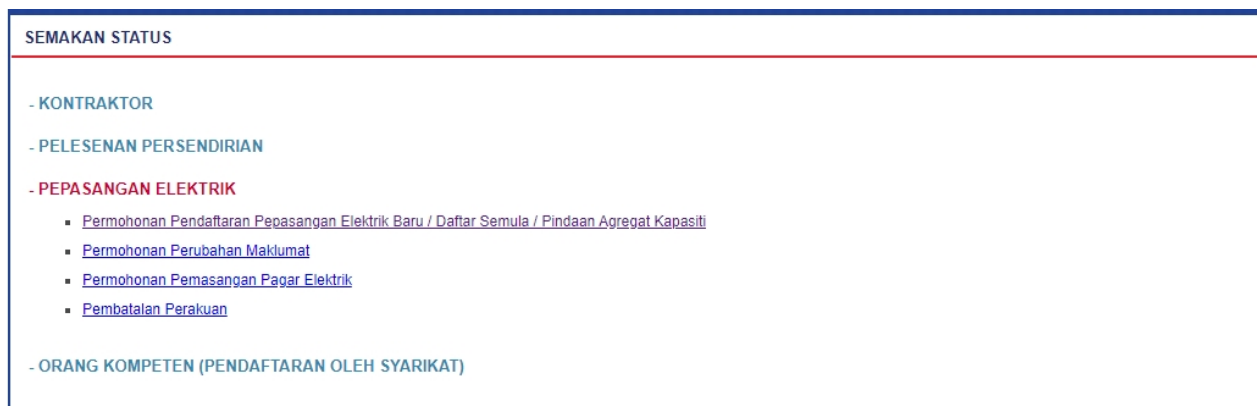 SEMAKAN STATUS
- KONTRAKTOR
- PELESENAN PERSENDIRIAN
- PEPASANGAN ELEKTRIK
▪ Permohonan Pendaftaran Pepasangan Elektrik Baru / Daftar Semula / Pindaan Agregat Kapasiti
▪ Permohonan Perubahan Maklumat
▪ Permohonan Pemasangan Pagar Elektrik
▪ Pembatalan Perakuan
- ORANG KOMPETEN (PENDAFTARAN OLEH SYARIKAT)